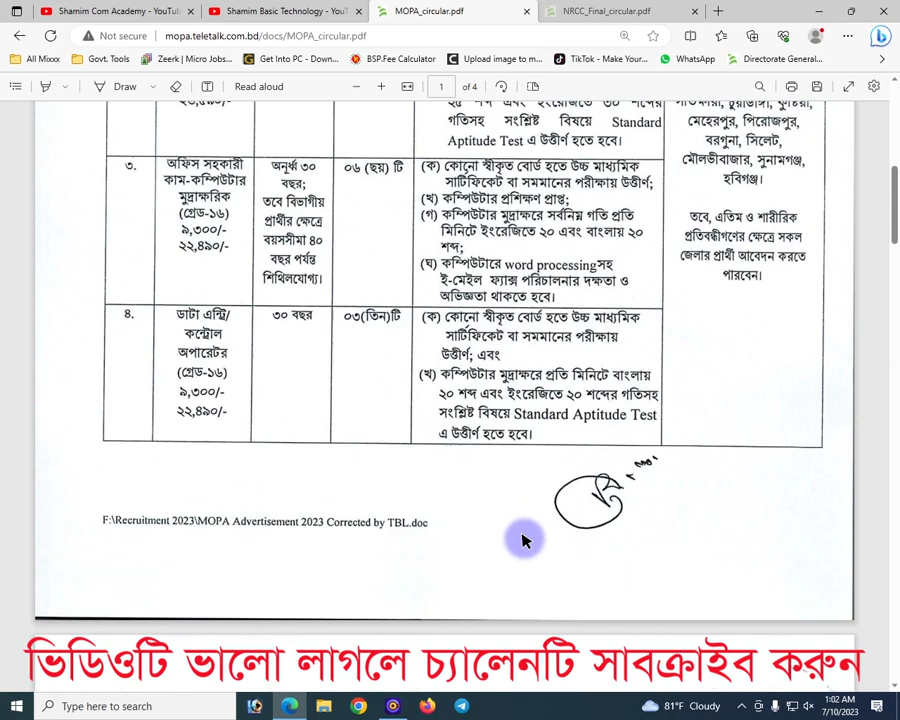 Shamim Com Academy - YouTub
Shamim Basic Technology - YouTu
MOPA_circular.pdf
NRCC_Final_circular.pdf
Not secure
mopa.teletalk.com.bd/docs/MOPA_circular.pdf
All Mixxx
Govt. Tools
Zeerk | Micro Jobs...
Get Into PC - Down...
BSP.Fee Calculator
Upload image to m...
TikTok - Make Your...
WhatsApp
Directorate General...
Draw
Read aloud
1 of 4
২৫ শব্দ এবং ইংরেজিতে ৩০ শব্দের
গতিসহ সংশ্লিষ্ট বিষয়ে Standard
Aptitude Test এ উত্তীর্ণ হতে হবে।
সাতক্ষীরা, চুয়াডাঙ্গা, কুষ্টিয়া,
মেহেরপুর, পিরোজপুর,
বরগুনা, সিলেট,
মৌলভীবাজার, সুনামগঞ্জ,
হবিগঞ্জ।
তবে, এতিম ও শারীরিক
প্রতিবন্ধীগণের ক্ষেত্রে সকল
জেলার প্রার্থী আবেদন করতে
পারবেন।
৩.
অফিস সহকারী
কাম-কম্পিউটার
মুদ্রাক্ষরিক
(গ্রেড-১৬)
৯,৩০০/-
২২,৪৯০/-
অনূর্ধ্ব ৩০
বছর;
তবে বিভাগীয়
প্রার্থীর ক্ষেত্রে
বয়সসীমা ৪০
বছর পর্যন্ত
শিথিলযোগ্য।
০৬ (ছয়) টি
(ক) কোনো স্বীকৃত বোর্ড হতে উচ্চ মাধ্যমিক
সার্টিফিকেট বা সমমানের পরীক্ষায় উত্তীর্ণ;
(খ) কম্পিউটার প্রশিক্ষণ প্রাপ্ত;
(গ) কম্পিউটার মুদ্রাক্ষরে সর্বনিম্ন গতি প্রতি
মিনিটে ইংরেজিতে ২০ এবং বাংলায় ২০
শব্দ;
(ঘ) কম্পিউটারে word processingসহ
ই-মেইল ফ্যাক্স পরিচালনার দক্ষতা ও
অভিজ্ঞতা থাকতে হবে।
৪.
ডাটা এন্ট্রি/
কন্ট্রোল
অপারেটর
(গ্রেড-১৬)
৯,৩০০/-
২২,৪৯০/-
৩০ বছর
০৩(তিন)টি
(ক) কোনো স্বীকৃত বোর্ড হতে উচ্চ মাধ্যমিক
সার্টিফিকেট বা সমমানের পরীক্ষায়
উত্তীর্ণ; এবং
(খ) কম্পিউটার মুদ্রাক্ষরে প্রতি মিনিটে বাংলায়
২০ শব্দ এবং ইংরেজিতে ২০ শব্দের গতিসহ
সংশ্লিষ্ট বিষয়ে Standard Aptitude Test
এ উত্তীর্ণ হতে হবে।
F:\Recruitment 2023\MOPA Advertisement 2023 Corrected by TBL.doc
ভিডিওটি ভালো লাগলে চ্যানেলটি সাবক্রাইব করুন
Type here to search
81°F Cloudy
1:02 AM
7/10/2023